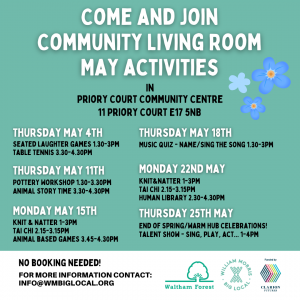 COME AND JOIN
COMMUNITY LIVING ROOM
MAY ACTIVITIES
IN
PRIORY COURT COMMUNITY CENTRE
11 PRIORY COURT E17 5NB
THURSDAY MAY 4TH
SEATED LAUGHTER GAMES 1.30-3PM
TABLE TENNIS 3.30-4.30PM
THURSDAY MAY 11TH
POTTERY WORKSHOP 1.30-3.30PM
ANIMAL STORY TIME 3.30-4.30PM
MONDAY MAY 15TH
KNIT & NATTER 1-3PM
TAI CHI 2.15-3.15PM
ANIMAL BASED GAMES 3.45-4.30PM
THURSDAY MAY 18TH
MUSIC QUIZ - NAME/SING THE SONG 1.30-3PM
MONDAY 22ND MAY
KNIT&NATTER 1-3PM
TAI CHI 2.15-3.15PM
HUMAN LIBRARY 2.30-4.30PM
THURSDAY 25TH MAY
END OF SPRING/WARM HUB CELEBRATIONS!
TALENT SHOW - SING, PLAY, ACT... 1-4PM
NO BOOKING NEEDED!
FOR MORE INFORMATION CONTACT:
INFO@WMBIGLOCAL.ORG
Waltham Forest
WILLIAM MORRIS
BIG LOCAL
CLARION